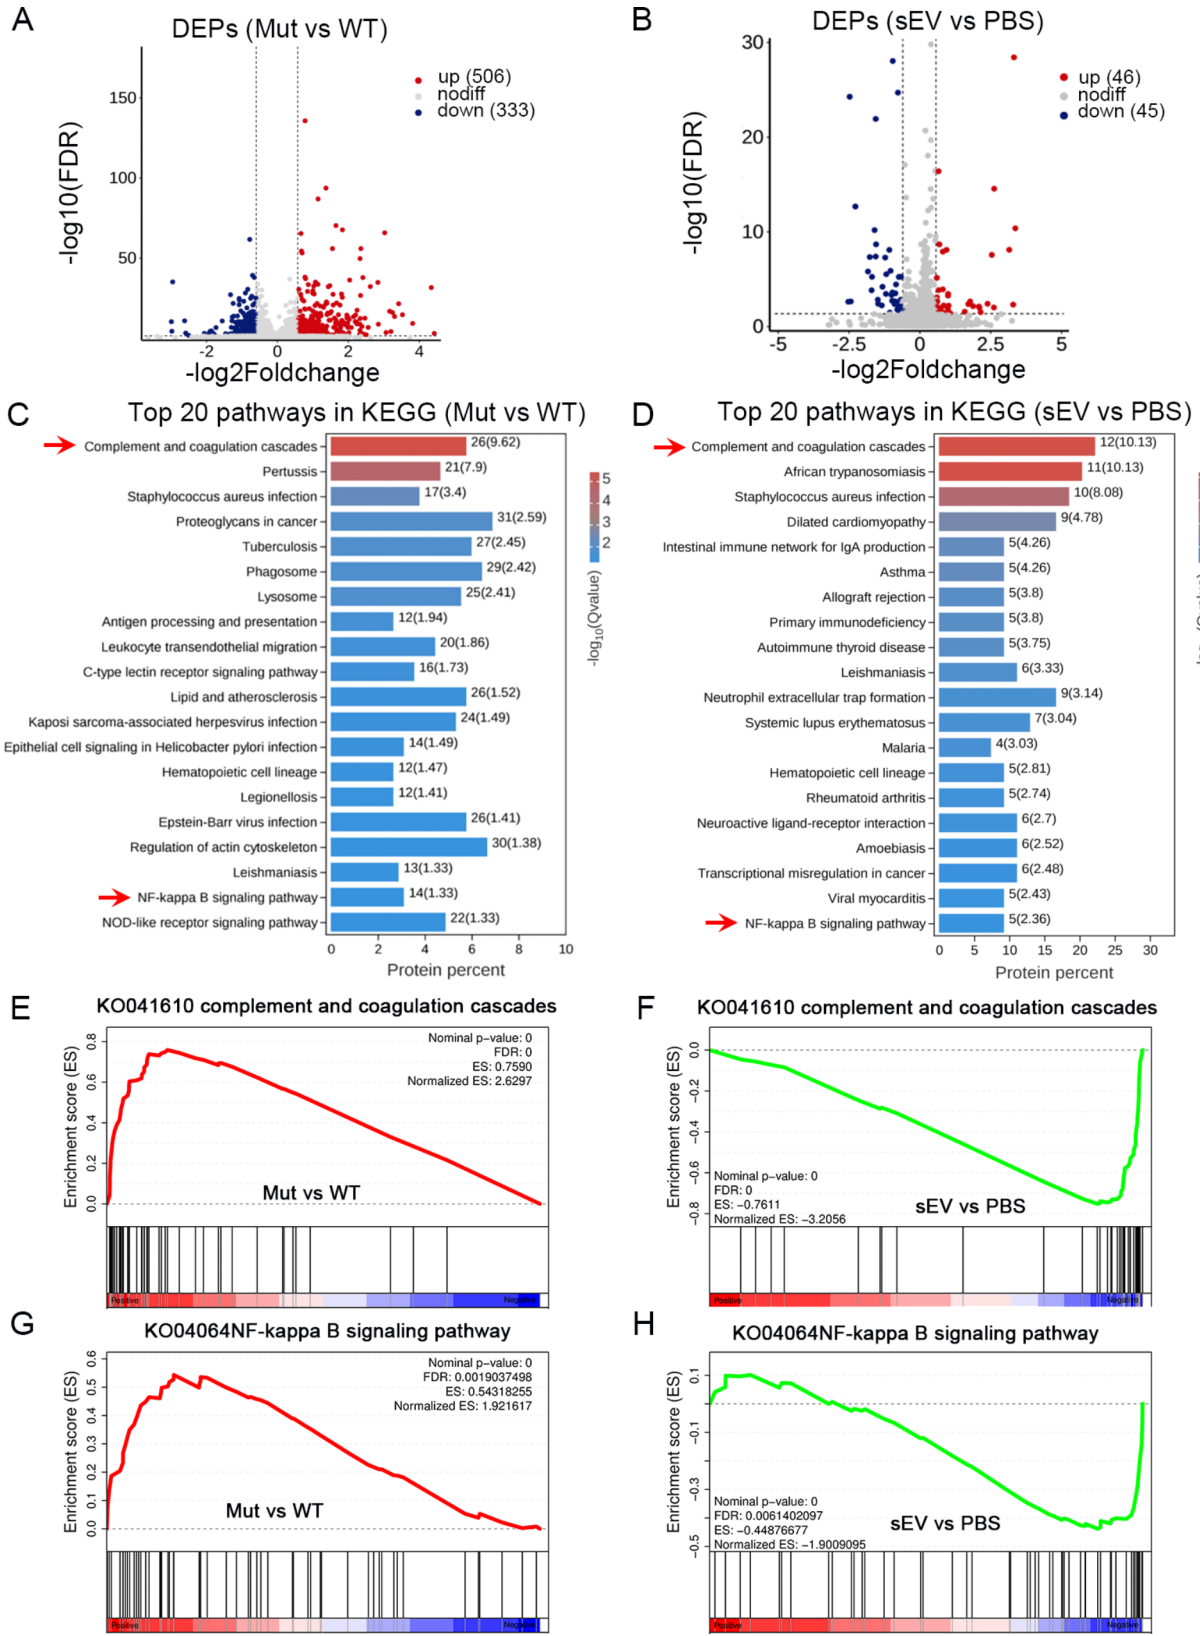 A
DEPs (Mut vs WT)
up (506)
nodiff
down (333)
-log10(FDR)
150
100
50
-2
0
2
4
-log2Foldchange
B
DEPs (sEV vs PBS)
up (46)
nodiff
down (45)
-log10(FDR)
30
20
10
0
-5
-2.5
0
2.5
5
-log2Foldchange
C
Top 20 pathways in KEGG (Mut vs WT)
Complement and coagulation cascades 26(9.62)
Pertussis 21(7.9)
Staphylococcus aureus infection 17(3.4)
Proteoglycans in cancer 31(2.59)
Tuberculosis 27(2.45)
Phagosome 29(2.42)
Lysosome 25(2.41)
Antigen processing and presentation 12(1.94)
Leukocyte transendothelial migration 20(1.86)
C-type lectin receptor signaling pathway 16(1.73)
Lipid and atherosclerosis 26(1.52)
Kaposi sarcoma-associated herpesvirus infection 24(1.49)
Epithelial cell signaling in Helicobacter pylori infection 14(1.49)
Hematopoietic cell lineage 12(1.47)
Legionellosis 12(1.41)
Epstein-Barr virus infection 26(1.41)
Regulation of actin cytoskeleton 30(1.38)
Leishmaniasis 13(1.33)
NF-kappa B signaling pathway 14(1.33)
NOD-like receptor signaling pathway 22(1.33)
0 2 4 6 8 10
Protein percent
5
4
3
2
-log10(Qvalue)
D
Top 20 pathways in KEGG (sEV vs PBS)
Complement and coagulation cascades 12(10.13)
African trypanosomiasis 11(10.13)
Staphylococcus aureus infection 10(8.08)
Dilated cardiomyopathy 9(4.78)
Intestinal immune network for IgA production 5(4.26)
Asthma 5(4.26)
Allograft rejection 5(3.8)
Primary immunodeficiency 5(3.8)
Autoimmune thyroid disease 5(3.75)
Leishmaniasis 6(3.33)
Neutrophil extracellular trap formation 9(3.14)
Systemic lupus erythematosus 7(3.04)
Malaria 4(3.03)
Hematopoietic cell lineage 5(2.81)
Rheumatoid arthritis 5(2.74)
Neuroactive ligand-receptor interaction 6(2.7)
Amoebiasis 6(2.52)
Transcriptional misregulation in cancer 6(2.48)
Viral myocarditis 5(2.43)
NF-kappa B signaling pathway 5(2.36)
0 5 10 15 20 25 30
Protein percent
E
KO041610 complement and coagulation cascades
Enrichment score (ES)
0.8
0.6
0.4
0.2
0.0
Nominal p-value: 0
FDR: 0
ES: 0.7590
Normalized ES: 2.6297
Mut vs WT
Positive
Negative
F
KO041610 complement and coagulation cascades
Enrichment score (ES)
0.0
-0.2
-0.4
-0.6
-0.8
Nominal p-value: 0
FDR: 0
ES: -0.7611
Normalized ES: -3.2056
sEV vs PBS
Positive
Negative
G
KO04064NF-kappa B signaling pathway
Enrichment score (ES)
0.6
0.5
0.4
0.3
0.2
0.1
0.0
Nominal p-value: 0
FDR: 0.0019037498
ES: 0.54318255
Normalized ES: 1.921617
Mut vs WT
Positive
Negative
H
KO04064NF-kappa B signaling pathway
Enrichment score (ES)
0.1
-0.1
-0.3
-0.5
Nominal p-value: 0
FDR: 0.0061402097
ES: -0.44876677
Normalized ES: -1.9009095
sEV vs PBS
Positive
Negative